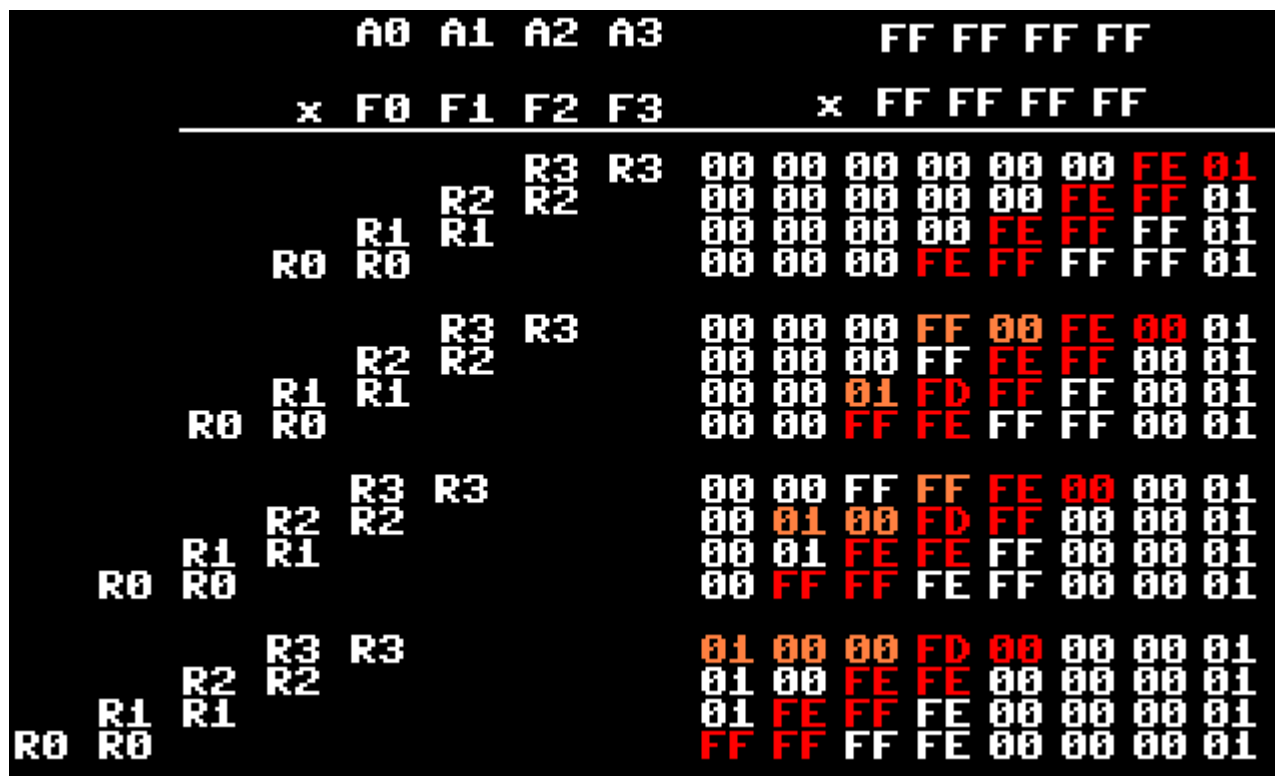 A0 A1 A2 A3 FF FF FF FF
x F0 F1 F2 F3 x FF FF FF FF
R3 R3 00 00 00 00 00 00 FE 01
R2 R2 00 00 00 00 00 FE FF 01
R1 R1 00 00 00 00 FE FF FF 01
R0 R0 00 00 00 FE FF FF FF 01
R3 R3 00 00 00 FF 00 FE 00 01
R2 R2 00 00 00 FF FE FF 00 01
R1 R1 00 00 01 FD FF FF 00 01
R0 R0 00 00 FF FE FF FF 00 01
R3 R3 00 00 FF FF FE 00 00 01
R2 R2 00 01 00 FD FF 00 00 01
R1 R1 00 01 FE FE FF 00 00 01
R0 R0 00 FF FF FE FF 00 00 01
R3 R3 01 00 00 FD 00 00 00 01
R2 R2 01 00 FE FE 00 00 00 01
R1 R1 01 FE FF FE 00 00 00 01
R0 R0 FF FF FF FE 00 00 00 01